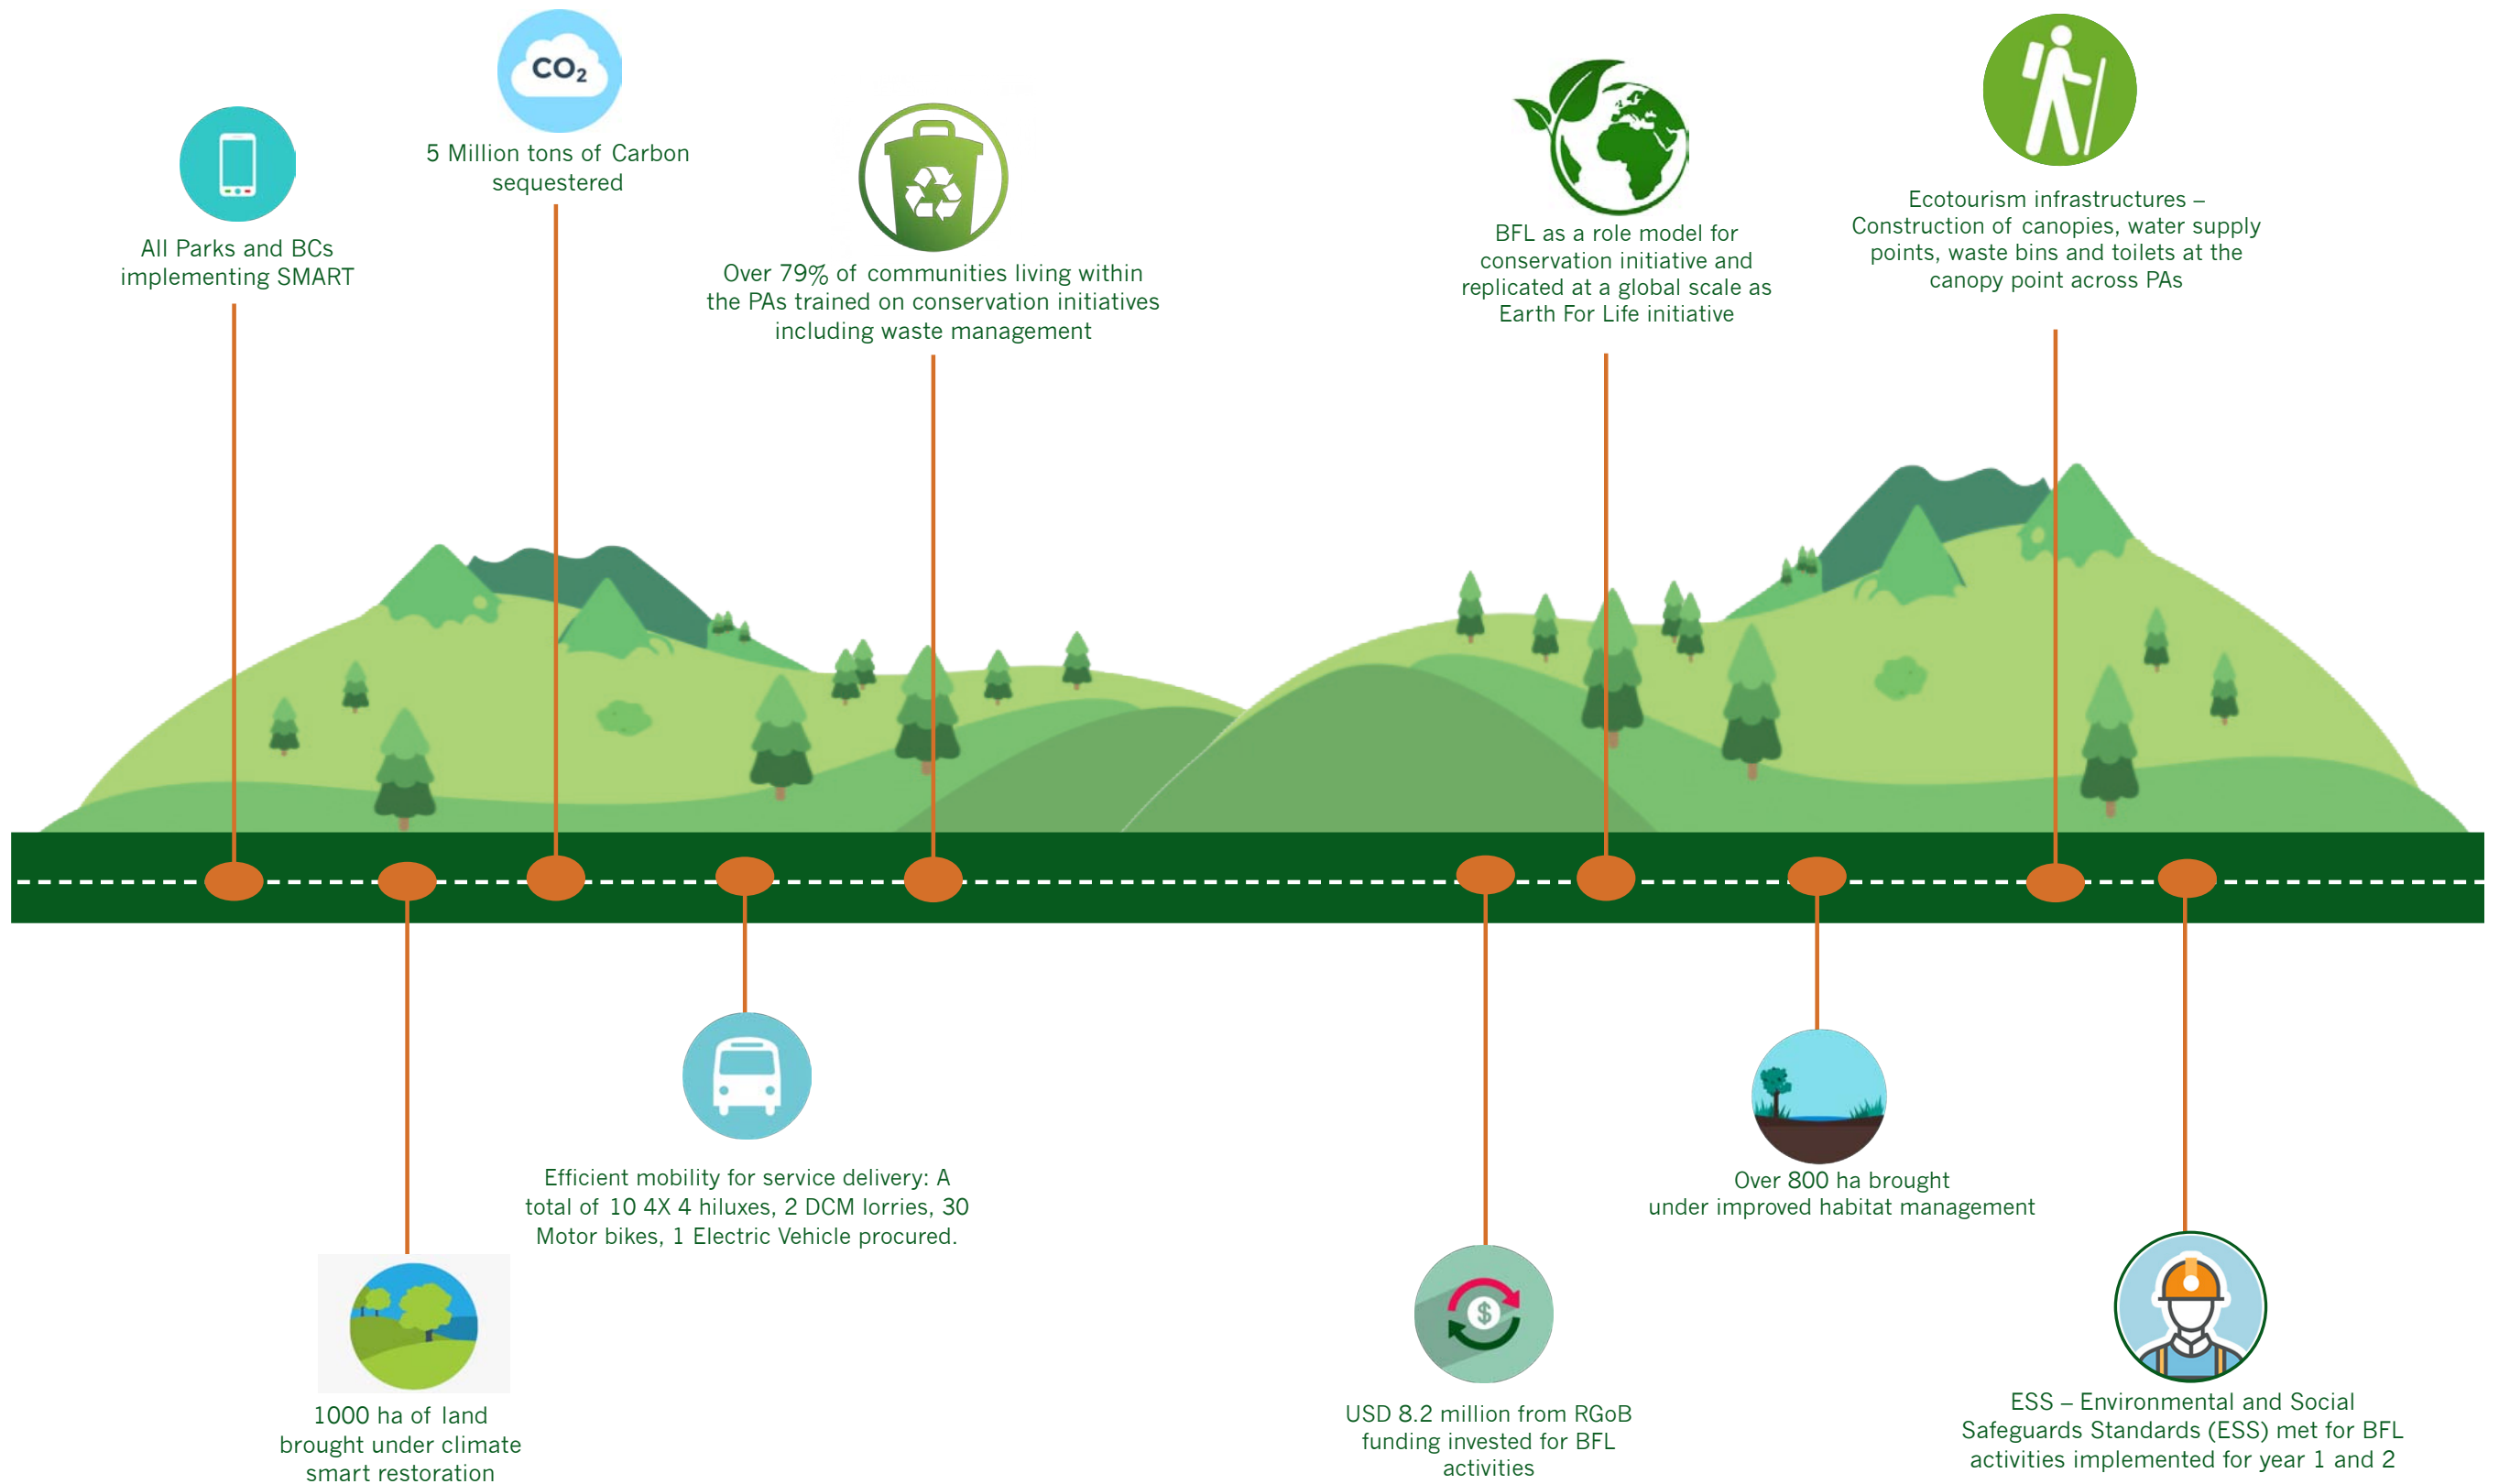 CO₂
5 Million tons of Carbon
sequestered
All Parks and BCs
implementing SMART
Over 79% of communities living within
the PAs trained on conservation initiatives
including waste management
BFL as a role model for
conservation initiative and
replicated at a global scale as
Earth For Life initiative
Ecotourism infrastructures –
Construction of canopies, water supply
points, waste bins and toilets at the
canopy point across PAs
1000 ha of land
brought under climate
smart restoration
Efficient mobility for service delivery: A
total of 10 4X 4 hiluxes, 2 DCM lorries, 30
Motor bikes, 1 Electric Vehicle procured.
$
USD 8.2 million from RGoB
funding invested for BFL
activities
Over 800 ha brought
under improved habitat management
ESS – Environmental and Social
Safeguards Standards (ESS) met for BFL
activities implemented for year 1 and 2